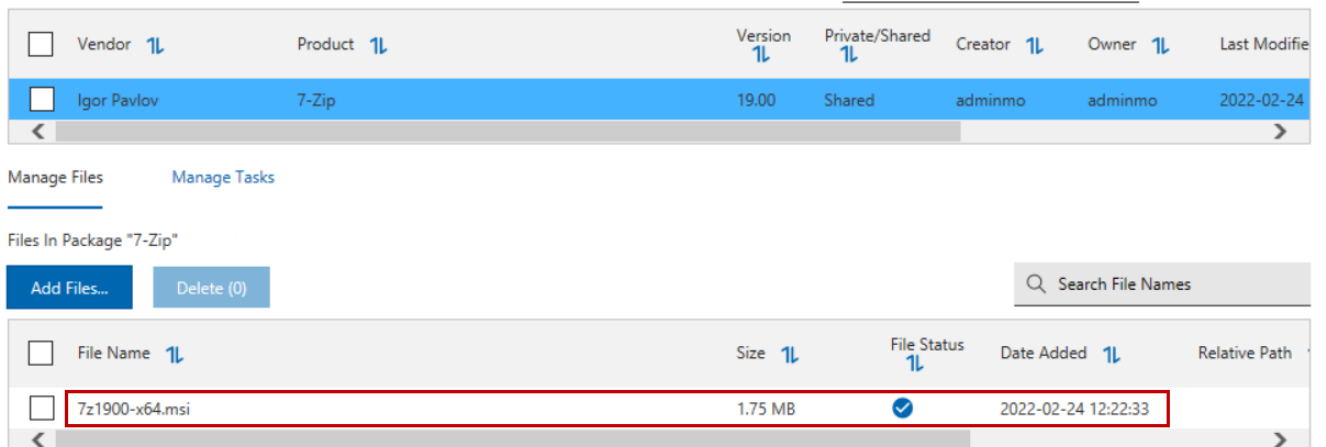 Vendor Product Version Private/Shared Creator Owner Last Modifie
Igor Pavlov 7-Zip 19.00 Shared adminmo adminmo 2022-02-24
Manage Files Manage Tasks
Files In Package "7-Zip"
Add Files... Delete (0) Search File Names
File Name Size File Status Date Added Relative Path
7z1900-x64.msi 1.75 MB 2022-02-24 12:22:33